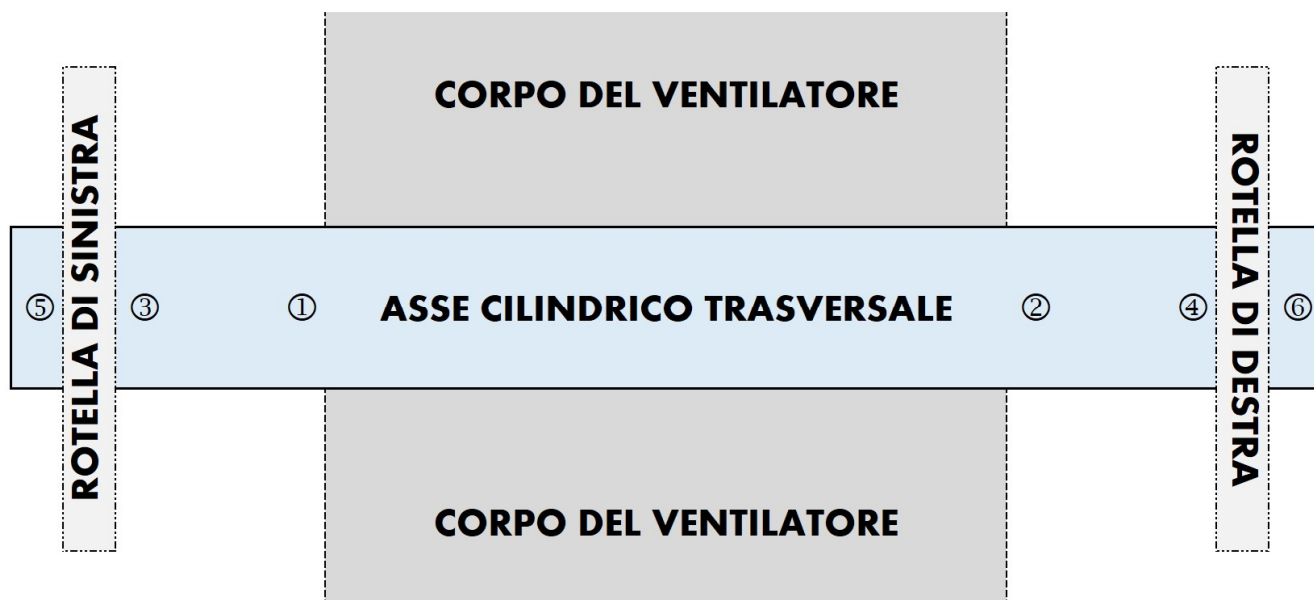 CORPO DEL VENTILATORE
ROTELLA DI SINISTRA
⑤ ③ ① ASSE CILINDRICO TRASVERSALE ② ④ ⑥
ROTELLA DI DESTRA
CORPO DEL VENTILATORE